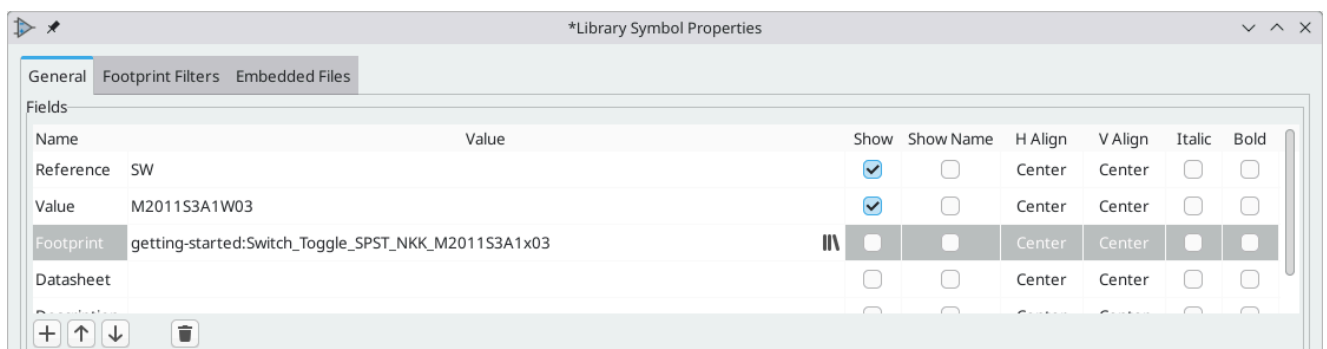 *Library Symbol Properties
General Footprint Filters Embedded Files
Fields
Name Value Show Show Name H Align V Align Italic Bold
Reference SW Center Center
Value M2011S3A1W03 Center Center
Footprint getting-started:Switch_Toggle_SPST_NKK_M2011S3A1x03 Center Center
Datasheet Center Center